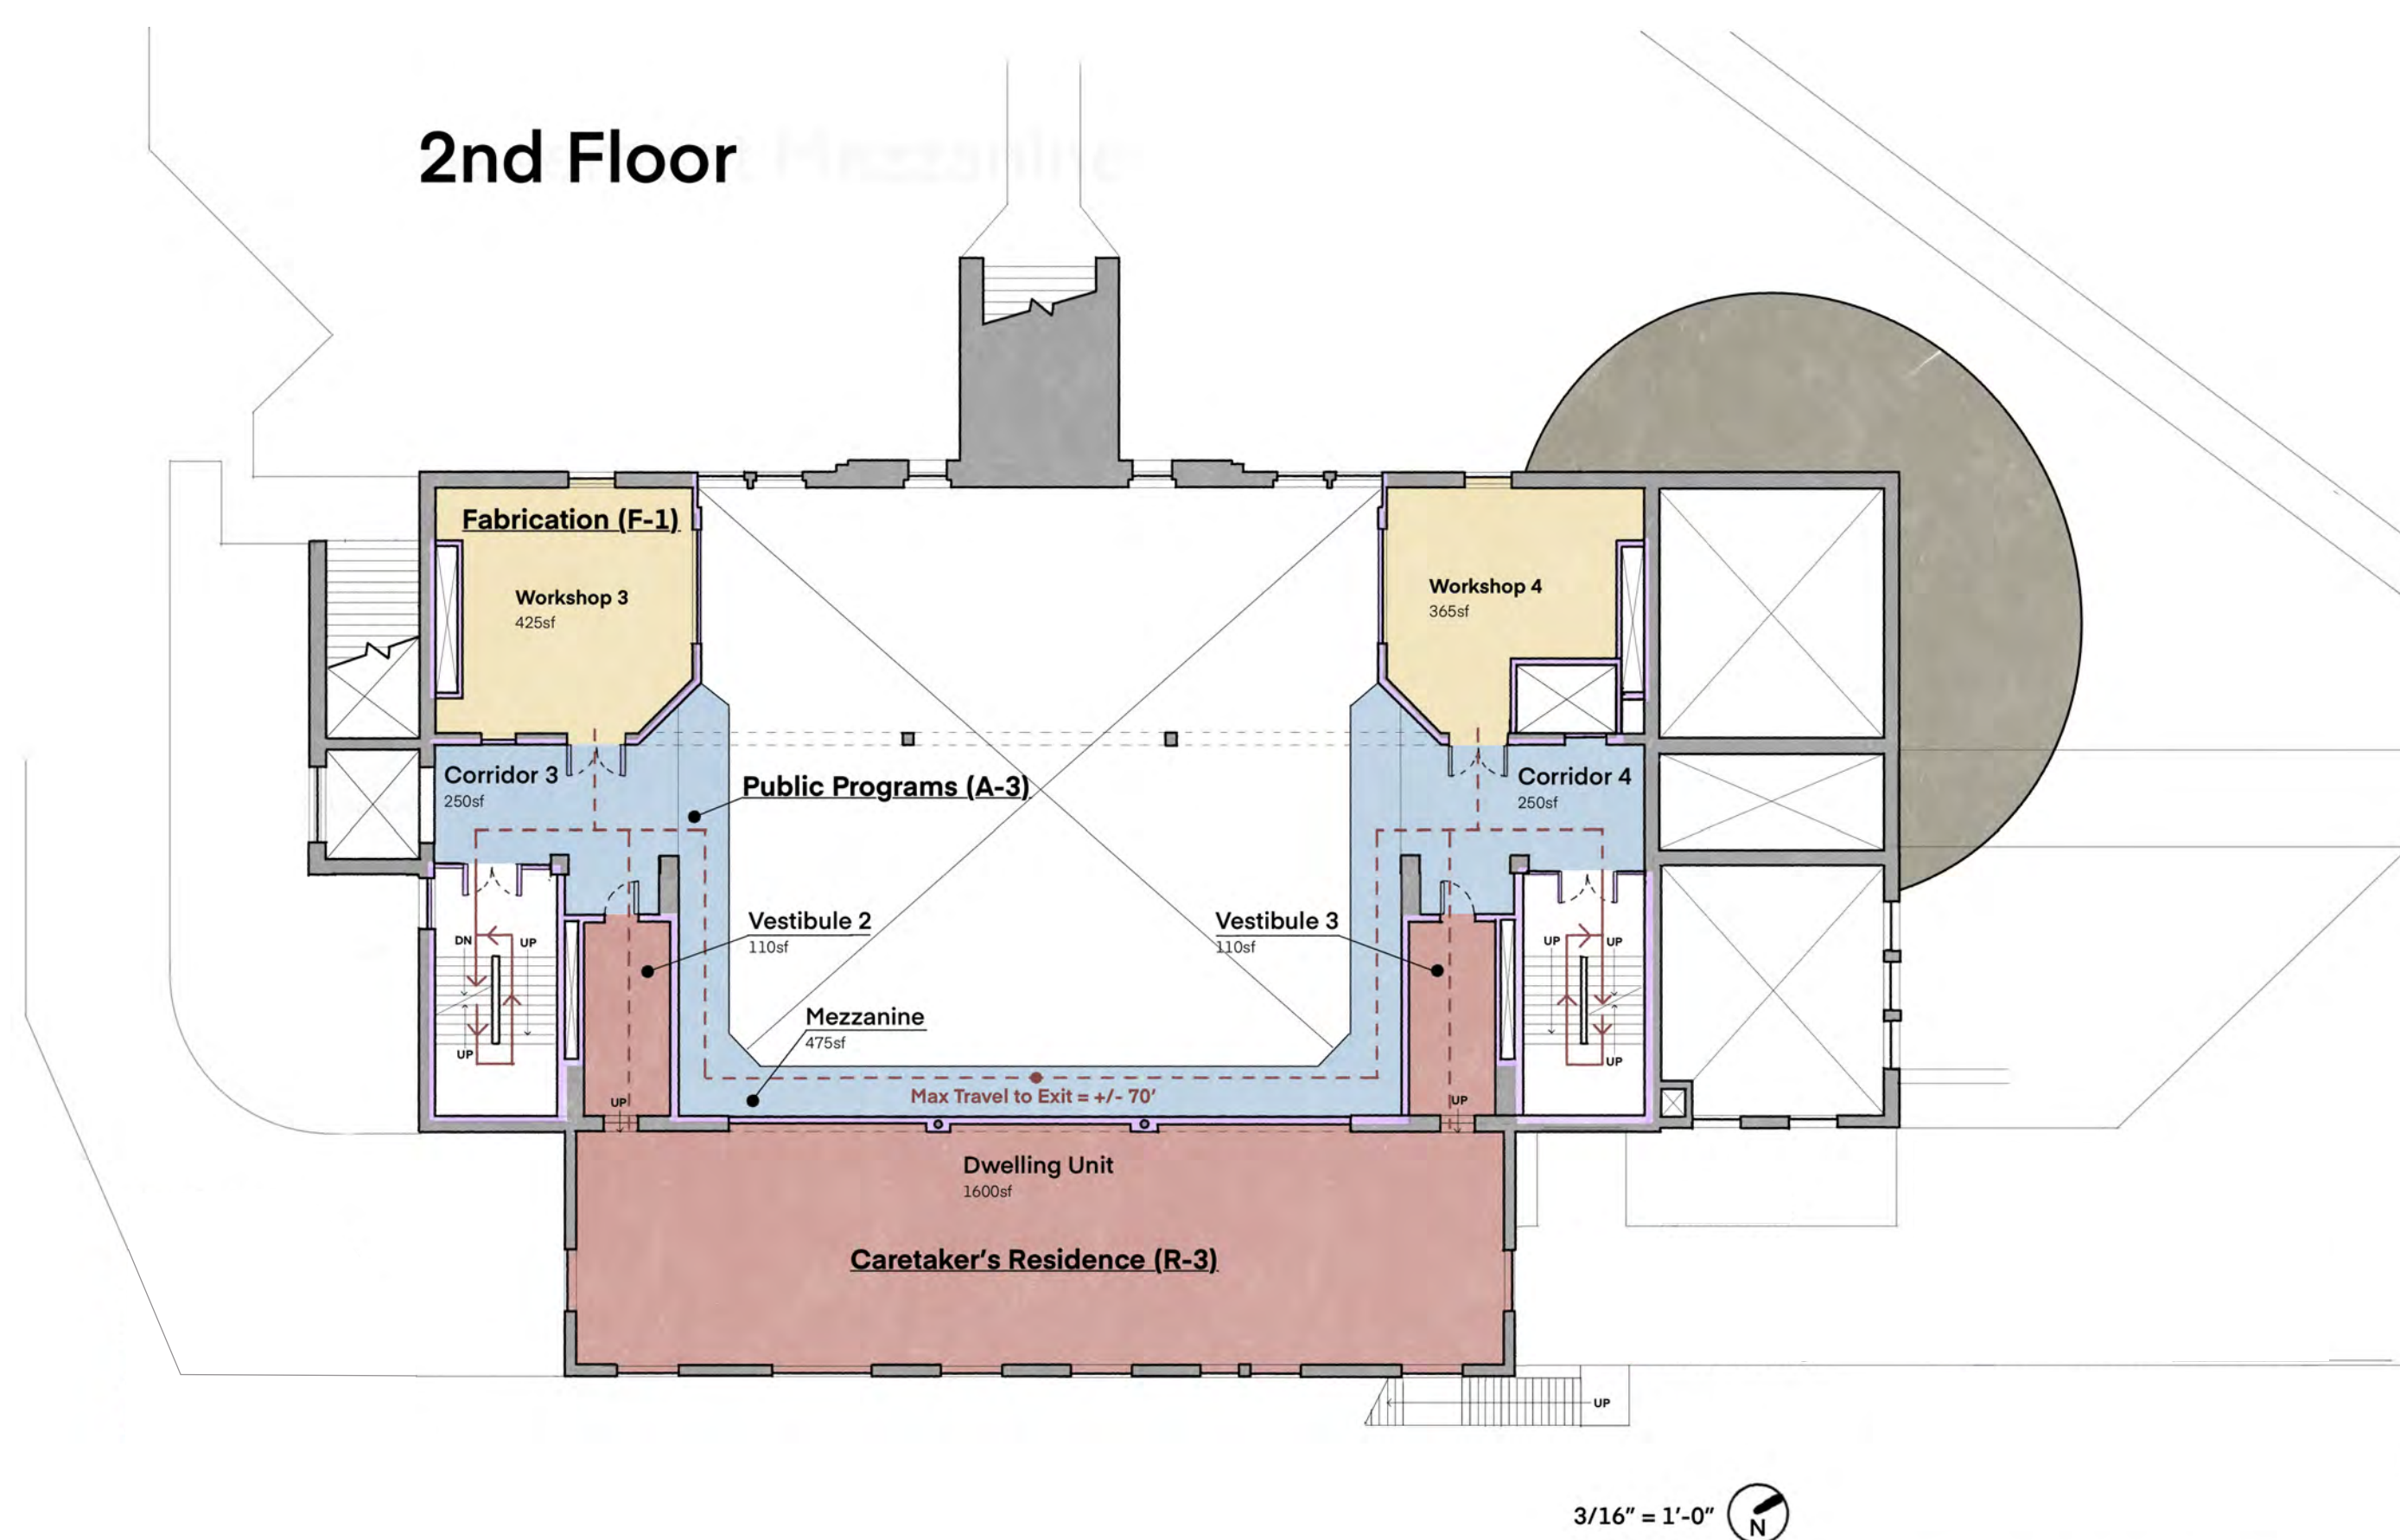 2nd Floor
Fabrication (F-1)
Workshop 3
425sf
Workshop 4
365sf
Corridor 3
250sf
Public Programs (A-3)
Corridor 4
250sf
Vestibule 2
110sf
Vestibule 3
110sf
DN
UP
UP
UP
UP
UP
Mezzanine
475sf
Max Travel to Exit = +/- 70'
UP
UP
UP
Dwelling Unit
1600sf
Caretaker's Residence (R-3)
UP
3/16" = 1'-0"
N